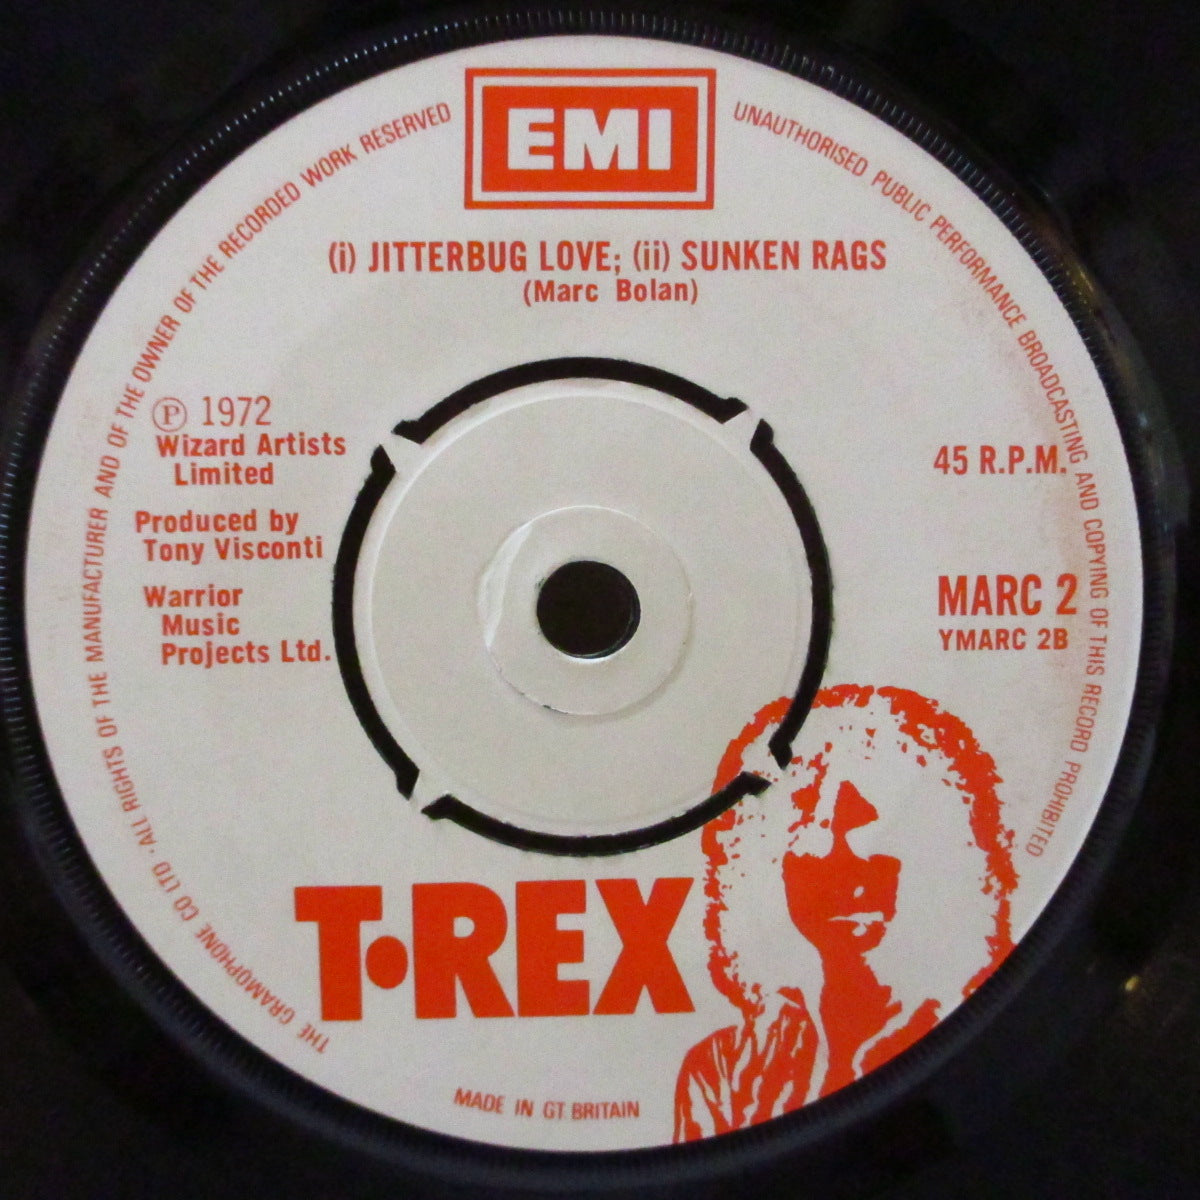 EMI
(i) JITTERBUG LOVE; (ii) SUNKEN RAGS
(Marc Bolan)
℗ 1972
Wizard Artists
Limited
Produced by
Tony Visconti
Warrior
Music
Projects Ltd.
45 R.P.M.
MARC 2
YMARC 2B
T·REX
MADE IN GT. BRITAIN
THE GRAMOPHONE CO LTD · ALL RIGHTS OF THE MANUFACTURER AND OF THE OWNER OF THE RECORDED WORK RESERVED
UNAUTHORISED PUBLIC PERFORMANCE BROADCASTING AND COPYING OF THIS RECORD PROHIBITED